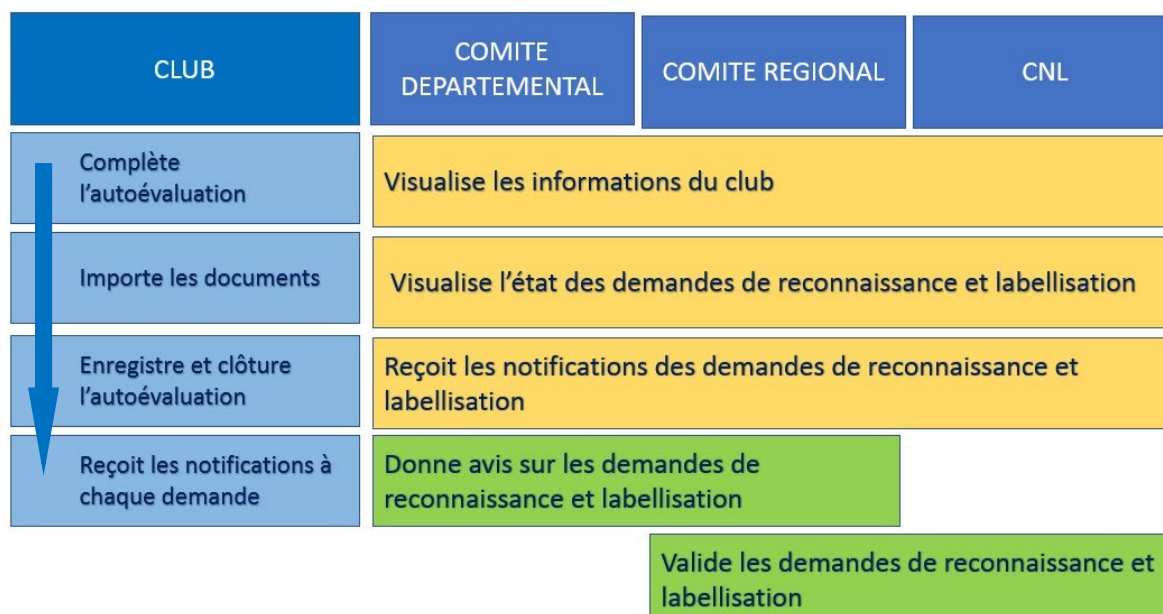 CLUB
COMITE
DEPARTEMENTAL
COMITE REGIONAL
CNL
Complète
l’autoévaluation
Visualise les informations du club
Importe les documents
Visualise l’état des demandes de reconnaissance et labellisation
Enregistre et clôture
l’autoévaluation
Reçoit les notifications des demandes de reconnaissance et
labellisation
Reçoit les notifications à
chaque demande
Donne avis sur les demandes de
reconnaissance et labellisation
Valide les demandes de reconnaissance et
labellisation